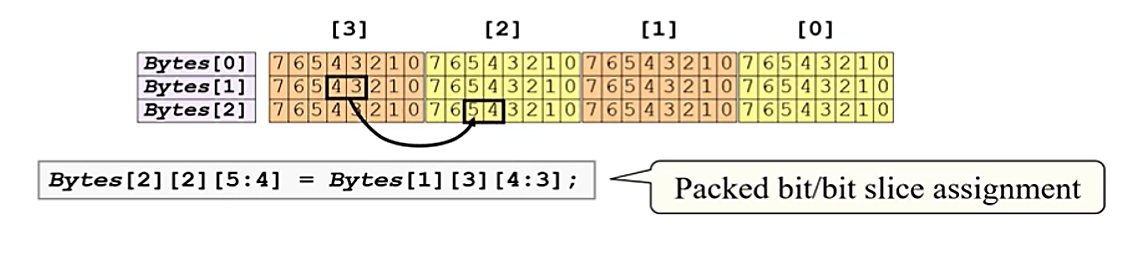 [3] [2] [1] [0]
Bytes[0] 7 6 5 4 3 2 1 0 7 6 5 4 3 2 1 0 7 6 5 4 3 2 1 0 7 6 5 4 3 2 1 0
Bytes[1] 7 6 5 4 3 2 1 0 7 6 5 4 3 2 1 0 7 6 5 4 3 2 1 0 7 6 5 4 3 2 1 0
Bytes[2] 7 6 5 4 3 2 1 0 7 6 5 4 3 2 1 0 7 6 5 4 3 2 1 0 7 6 5 4 3 2 1 0
Bytes[2][2][5:4] = Bytes[1][3][4:3];
Packed bit/bit slice assignment